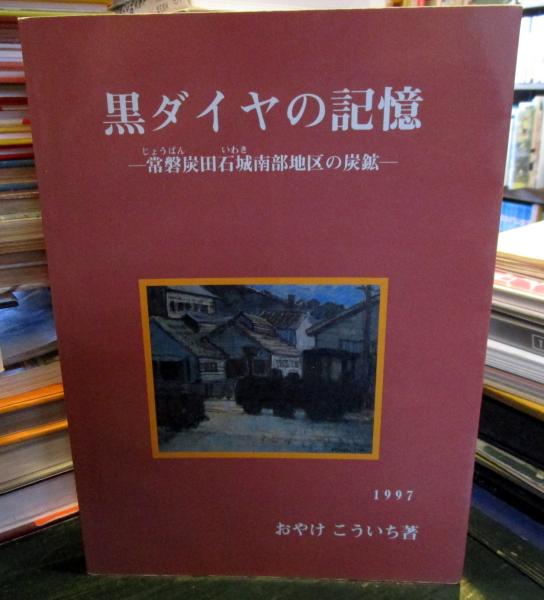 黒ダイヤの記憶
じょうばん いわき
―常磐炭田石城南部地区の炭鉱―
1997
おやけ こういち著